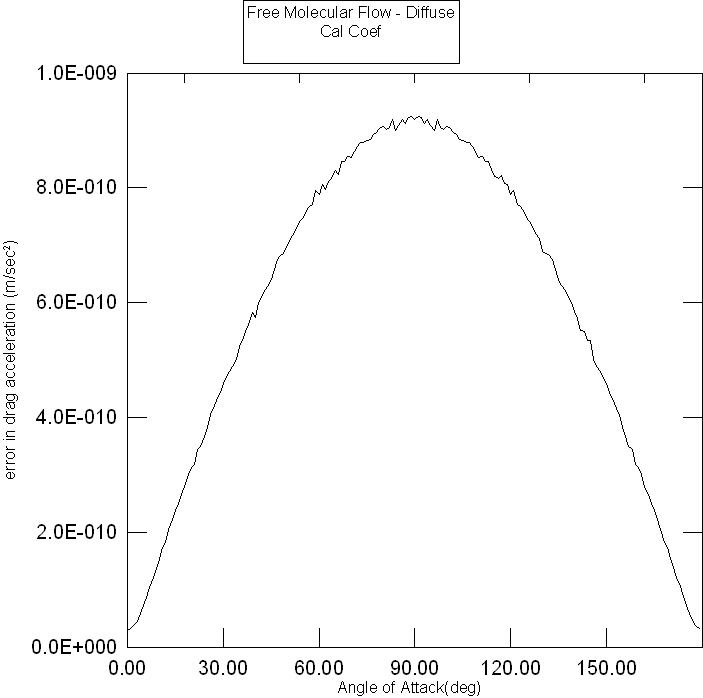 Free Molecular Flow - Diffuse
Cal Coef
1.0E-009
8.0E-010
6.0E-010
4.0E-010
2.0E-010
0.0E+000
error in drag acceleration (m/sec²)
0.00 30.00 60.00 90.00 120.00 150.00
Angle of Attack(deg)